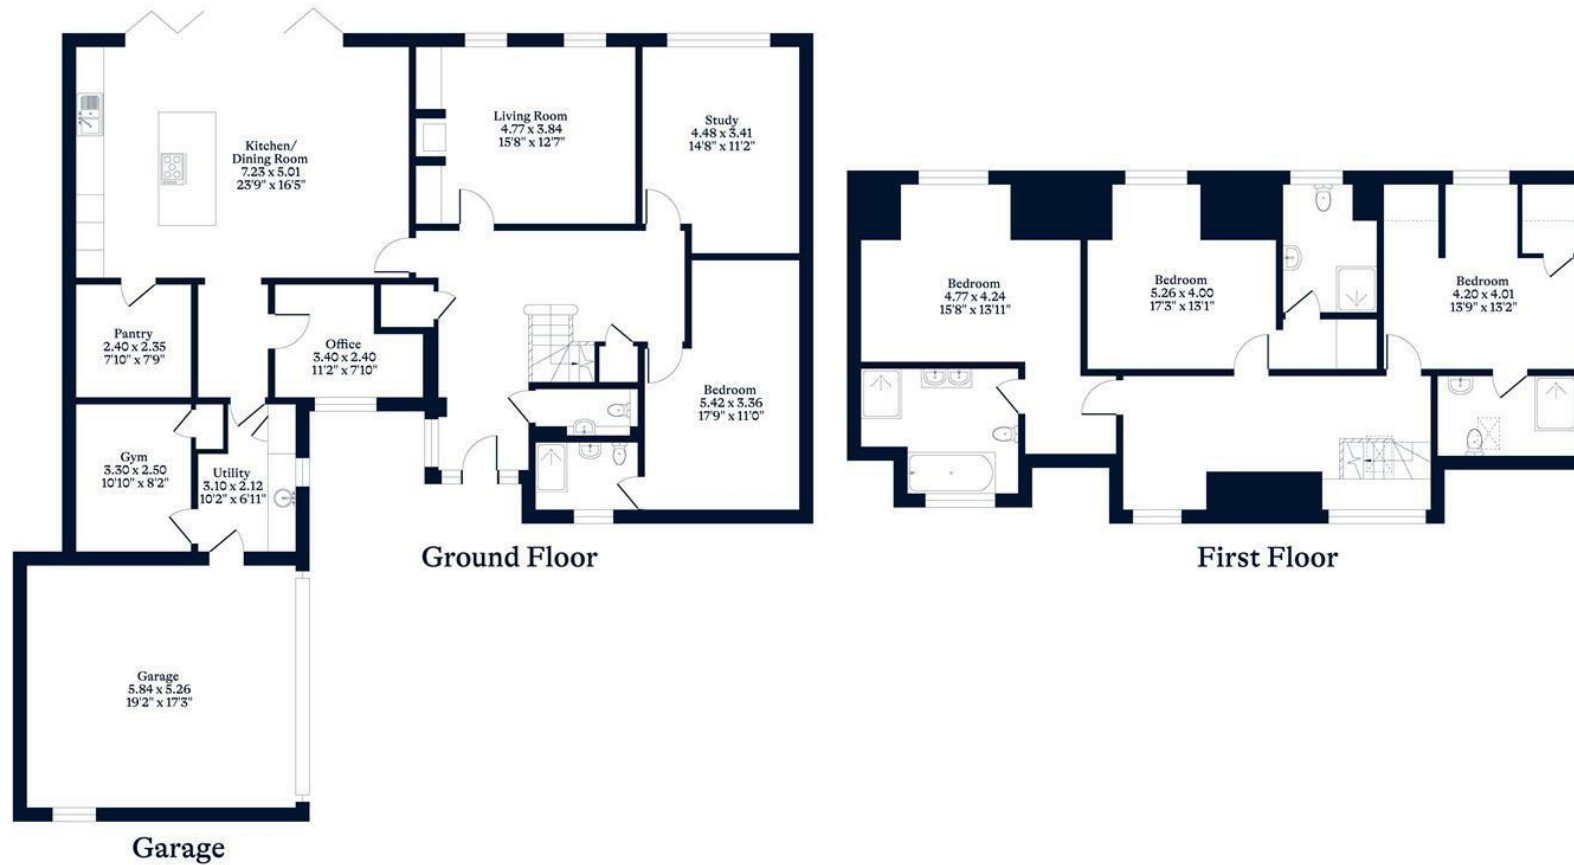 Kitchen/
Dining Room
7.23 x 5.01
23'9" x 16'5"
Living Room
4.77 x 3.84
15'8" x 12'7"
Study
4.48 x 3.41
14'8" x 11'2"
Pantry
2.40 x 2.35
7'10" x 7'9"
Office
3.40 x 2.40
11'2" x 7'10"
Bedroom
5.42 x 3.36
17'9" x 11'0"
Gym
3.30 x 2.50
10'10" x 8'2"
Utility
3.10 x 2.12
10'2" x 6'11"
Ground Floor
Garage
5.84 x 5.26
19'2" x 17'3"
Garage
Bedroom
4.77 x 4.24
15'8" x 13'11"
Bedroom
5.26 x 4.00
17'3" x 13'1"
Bedroom
4.20 x 4.01
13'9" x 13'2"
First Floor